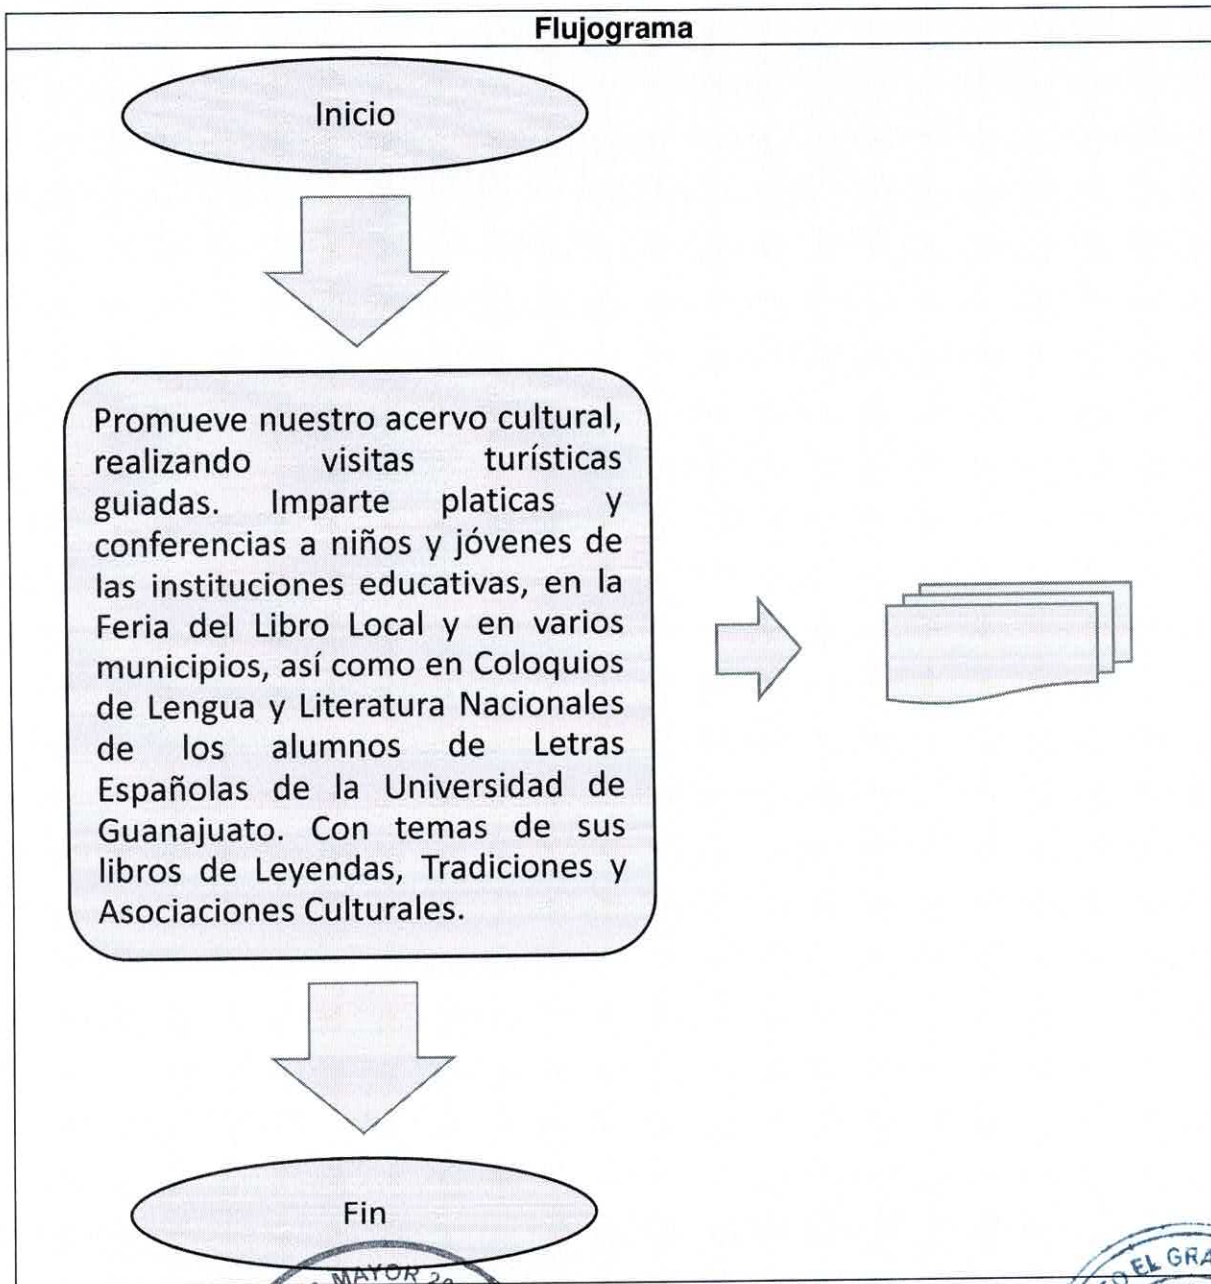 Flujograma
Inicio
Promueve nuestro acervo cultural,
realizando visitas turísticas
guiadas. Imparte platicas y
conferencias a niños y jóvenes de
las instituciones educativas, en la
Feria del Libro Local y en varios
municipios, así como en Coloquios
de Lengua y Literatura Nacionales
de los alumnos de Letras
Españolas de la Universidad de
Guanajuato. Con temas de sus
libros de Leyendas, Tradiciones y
Asociaciones Culturales.
Fin
MAYOR
EL